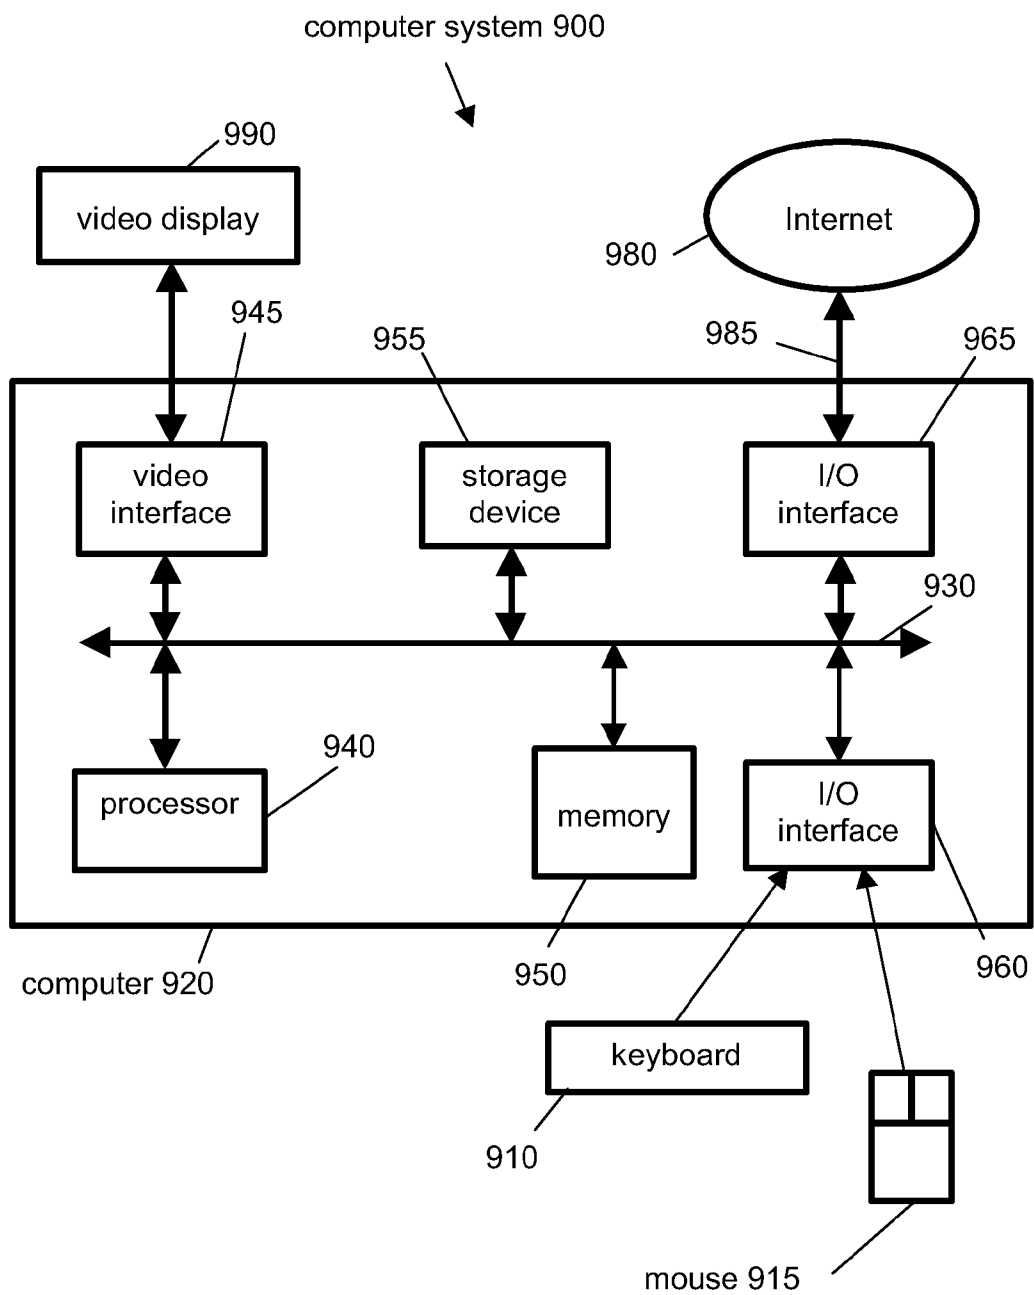 computer system 900
990
video display
Internet
980
945
955
985
965
video
interface
storage
device
I/O
interface
930
940
processor
memory
I/O
interface
computer 920
950
960
keyboard
910
mouse 915